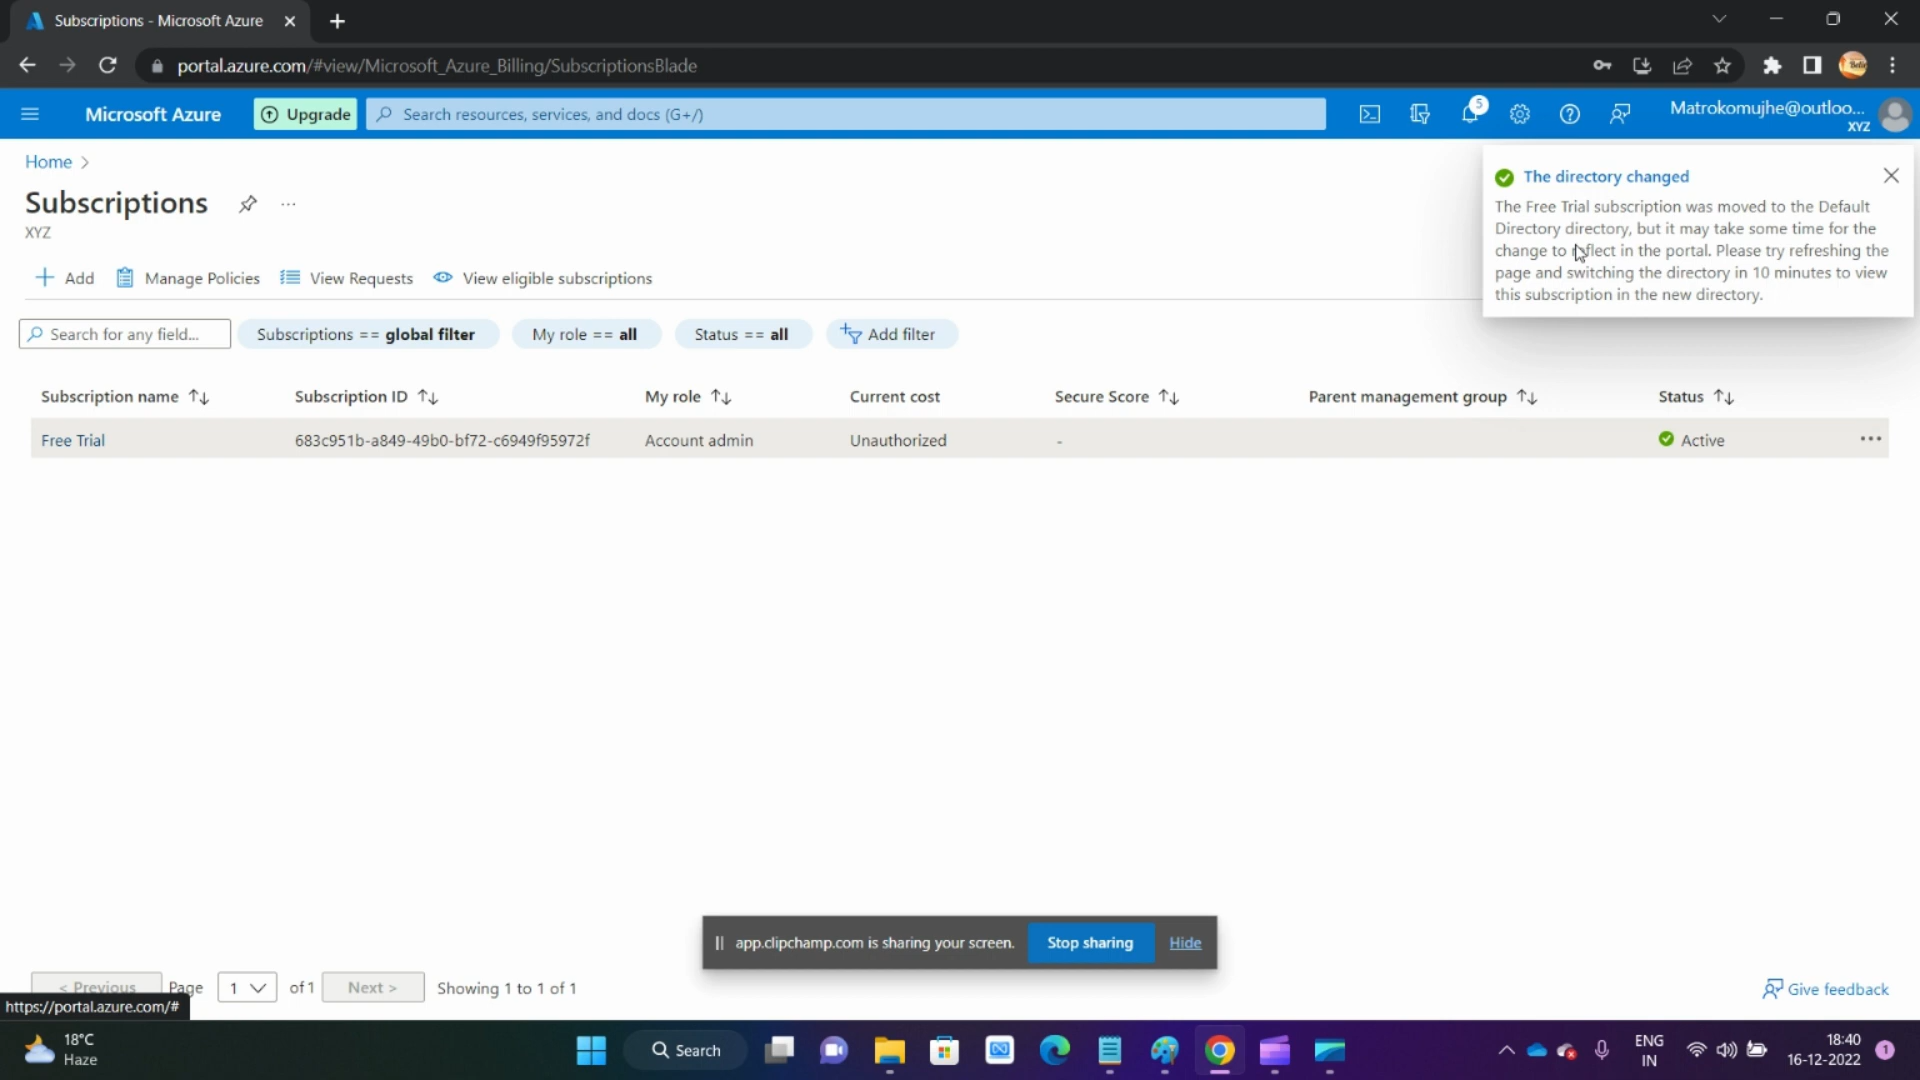 Subscriptions - Microsoft Azure
portal.azure.com/#view/Microsoft_Azure_Billing/SubscriptionsBlade
Microsoft Azure
Upgrade
Search resources, services, and docs (G+/)
5
Matrokomujhe@outloo...
XYZ
Home
Subscriptions
...
XYZ
The directory changed
The Free Trial subscription was moved to the Default
Directory directory, but it may take some time for the
change to reflect in the portal. Please try refreshing the
page and switching the directory in 10 minutes to view
this subscription in the new directory.
Add
Manage Policies
View Requests
View eligible subscriptions
Search for any field...
Subscriptions == global filter
My role == all
Status == all
Add filter
Subscription name
Subscription ID
My role
Current cost
Secure Score
Parent management group
Status
Free Trial
683c951b-a849-49b0-bf72-c6949f95972f
Account admin
Unauthorized
-
Active
...
app.clipchamp.com is sharing your screen.
Stop sharing
Hide
< Previous
Page
1
of 1
Next >
Showing 1 to 1 of 1
Give feedback
https://portal.azure.com/#
18°C
Haze
Search
ENG
IN
18:40
16-12-2022
1